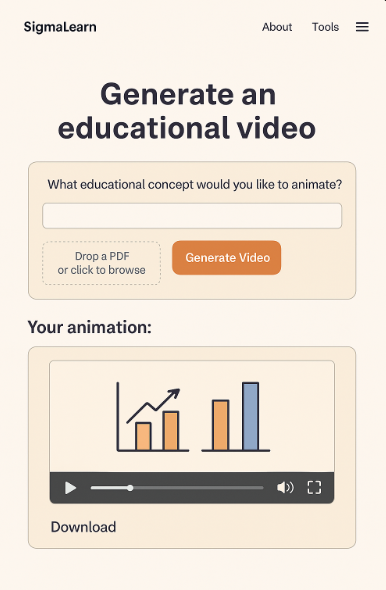 SigmaLearn
About
Tools
Generate an
educational video
What educational concept would you like to animate?
Drop a PDF
or click to browse
Generate Video
Your animation:
Download